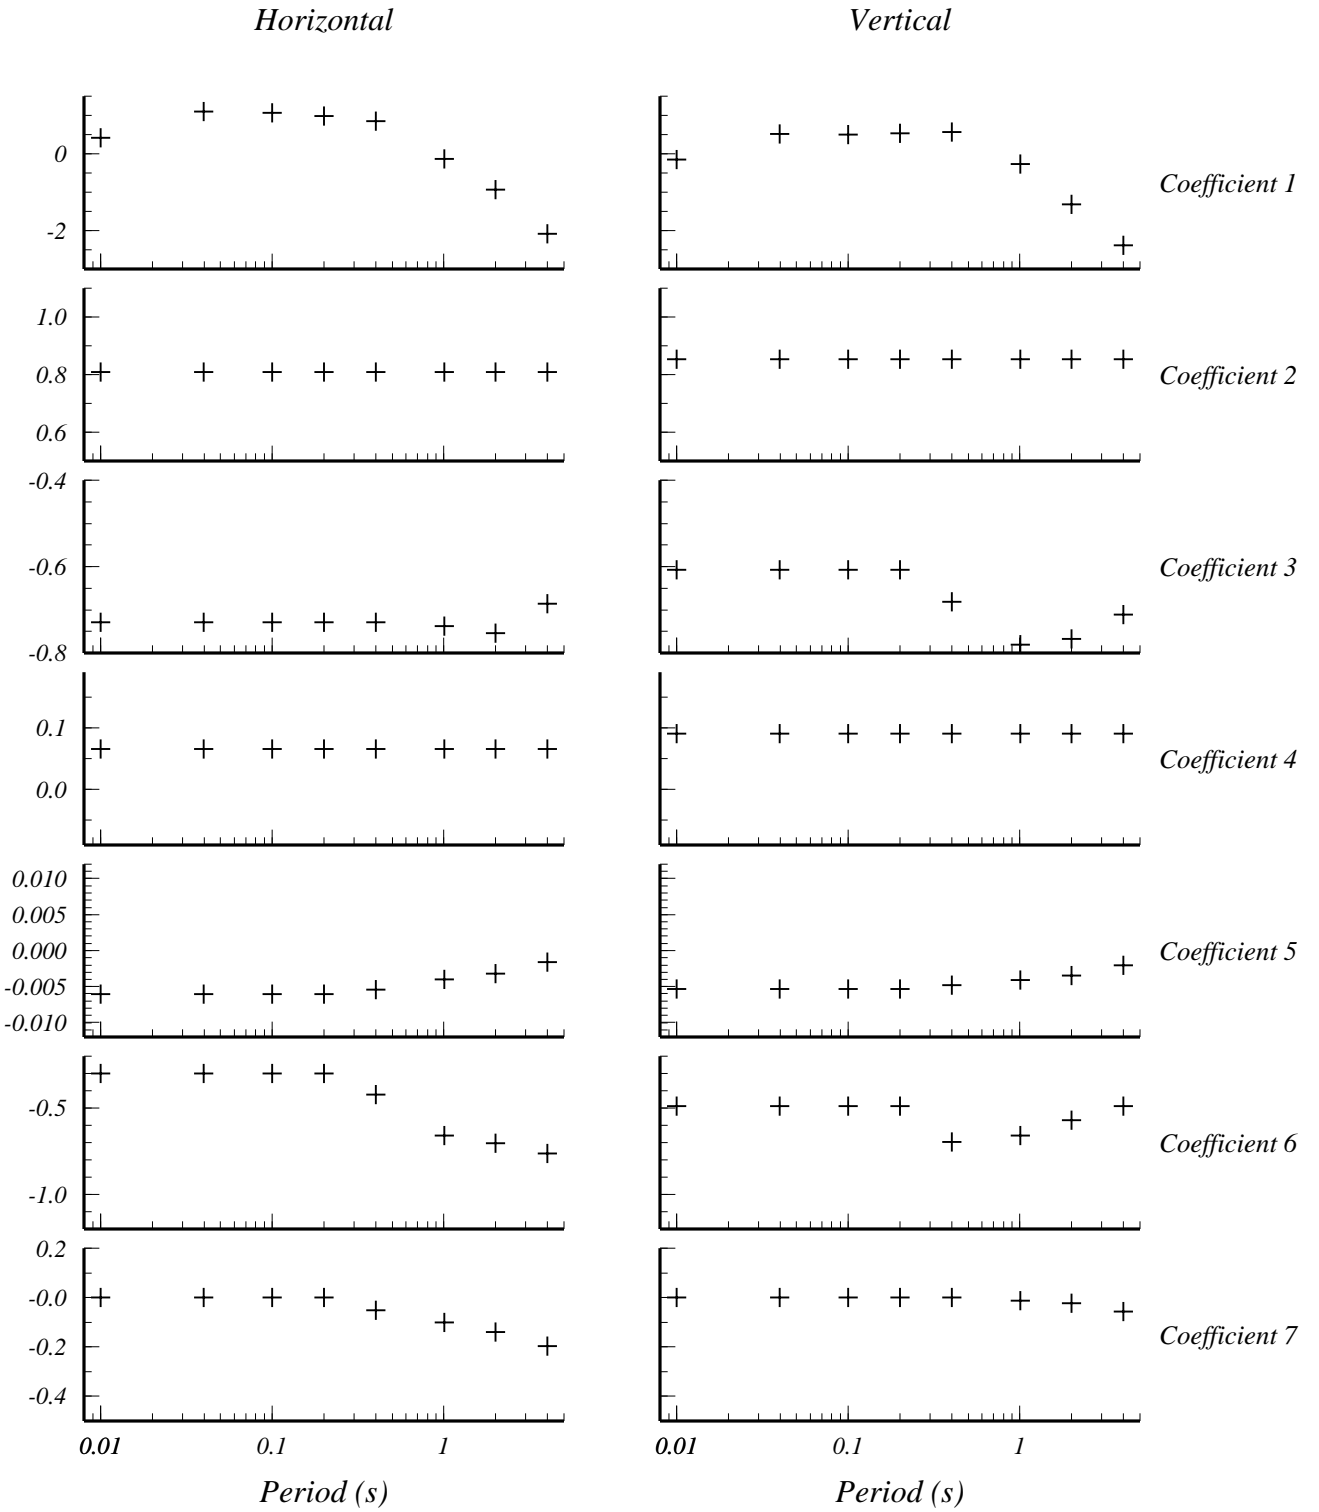 Horizontal Vertical
0
-2
Coefficient 1
1.0
0.8
0.6
Coefficient 2
-0.4
-0.6
-0.8
Coefficient 3
0.1
0.0
Coefficient 4
0.010
0.005
0.000
-0.005
-0.010
Coefficient 5
-0.5
-1.0
Coefficient 6
0.2
-0.0
-0.2
-0.4
Coefficient 7
0.01 0.1 1 0.01 0.1 1
Period (s) Period (s)